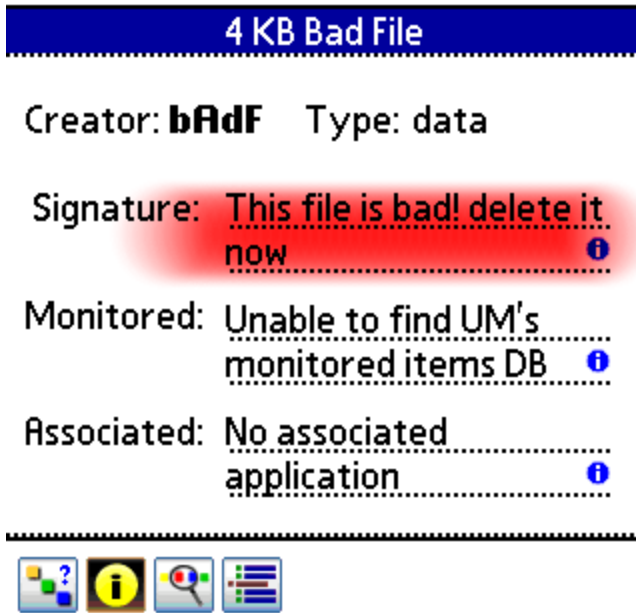 4 KB Bad File
Creator: bAdF Type: data
Signature: This file is bad! delete it
now
Monitored: Unable to find UM's
monitored items DB
Associated: No associated
application